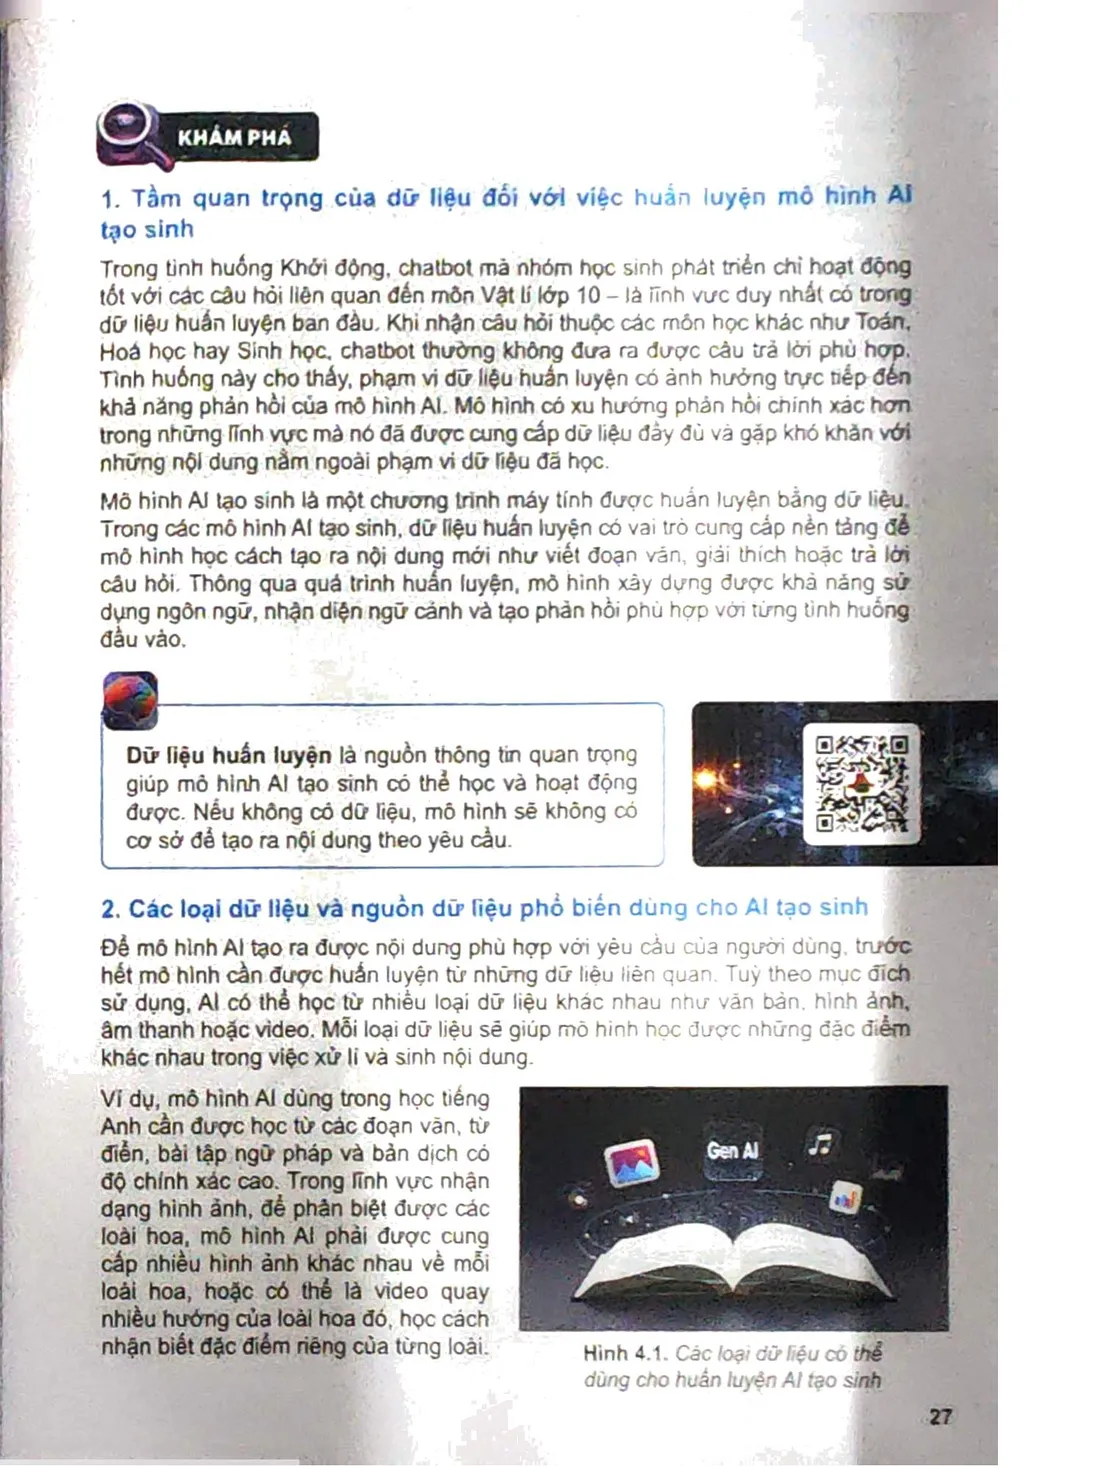 KHÁM PHÁ
1. Tầm quan trọng của dữ liệu đối với việc huấn luyện mô hình AI
tạo sinh
Trong tình huống Khởi động, chatbot mà nhóm học sinh phát triển chỉ hoạt động
tốt với các câu hỏi liên quan đến môn Vật lí lớp 10 – là lĩnh vực duy nhất có trong
dữ liệu huấn luyện ban đầu. Khi nhận câu hỏi thuộc các môn học khác như Toán,
Hoá học hay Sinh học, chatbot thường không đưa ra được câu trả lời phù hợp.
Tình huống này cho thấy, phạm vi dữ liệu huấn luyện có ảnh hưởng trực tiếp đến
khả năng phản hồi của mô hình AI. Mô hình có xu hướng phản hồi chính xác hơn
trong những lĩnh vực mà nó đã được cung cấp dữ liệu đầy đủ và gặp khó khăn với
những nội dung nằm ngoài phạm vi dữ liệu đã học.
Mô hình AI tạo sinh là một chương trình máy tính được huấn luyện bằng dữ liệu.
Trong các mô hình AI tạo sinh, dữ liệu huấn luyện có vai trò cung cấp nền tảng để
mô hình học cách tạo ra nội dung mới như viết đoạn văn, giải thích hoặc trả lời
câu hỏi. Thông qua quá trình huấn luyện, mô hình xây dựng được khả năng sử
dụng ngôn ngữ, nhận diện ngữ cảnh và tạo phản hồi phù hợp với từng tình huống
đầu vào.
Dữ liệu huấn luyện là nguồn thông tin quan trọng
giúp mô hình AI tạo sinh có thể học và hoạt động
được. Nếu không có dữ liệu, mô hình sẽ không có
cơ sở để tạo ra nội dung theo yêu cầu.
2. Các loại dữ liệu và nguồn dữ liệu phổ biến dùng cho AI tạo sinh
Để mô hình AI tạo ra được nội dung phù hợp với yêu cầu của người dùng, trước
hết mô hình cần được huấn luyện từ những dữ liệu liên quan. Tuỳ theo mục đích
sử dụng, AI có thể học từ nhiều loại dữ liệu khác nhau như văn bản, hình ảnh,
âm thanh hoặc video. Mỗi loại dữ liệu sẽ giúp mô hình học được những đặc điểm
khác nhau trong việc xử lí và sinh nội dung.
Ví dụ, mô hình AI dùng trong học tiếng
Anh cần được học từ các đoạn văn, từ
điển, bài tập ngữ pháp và bản dịch có
độ chính xác cao. Trong lĩnh vực nhận
dạng hình ảnh, để phân biệt được các
loài hoa, mô hình AI phải được cung
cấp nhiều hình ảnh khác nhau về mỗi
loài hoa, hoặc có thể là video quay
nhiều hướng của loài hoa đó, học cách
nhận biết đặc điểm riêng của từng loài.
Gen AI
Hình 4.1. Các loại dữ liệu có thể
dùng cho huấn luyện AI tạo sinh
27